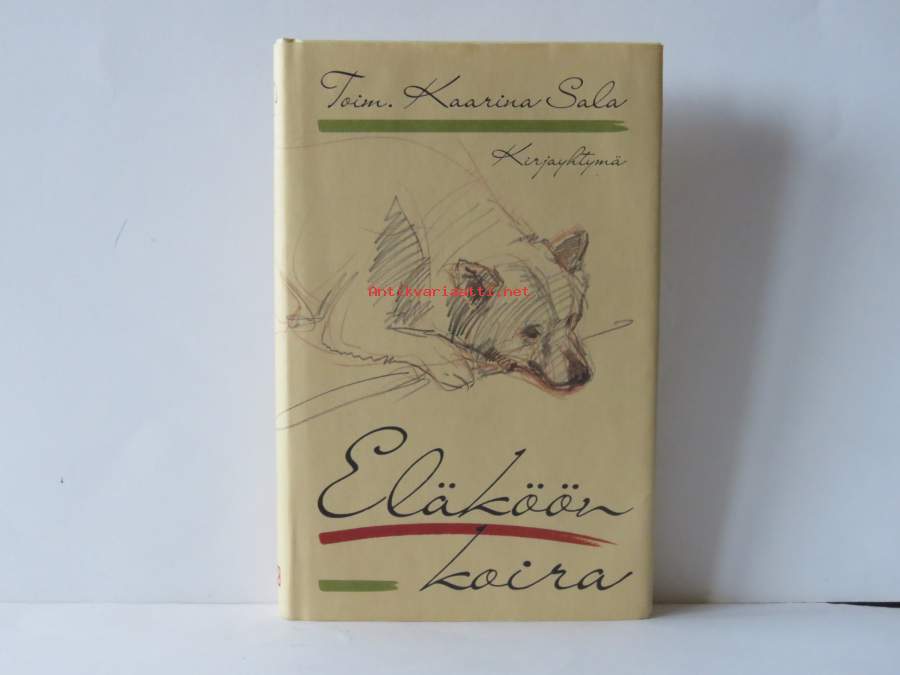 Toim. Kaarina Sala
Kirjayhtymä
Antikvariaatti.net
Eläköön
koira